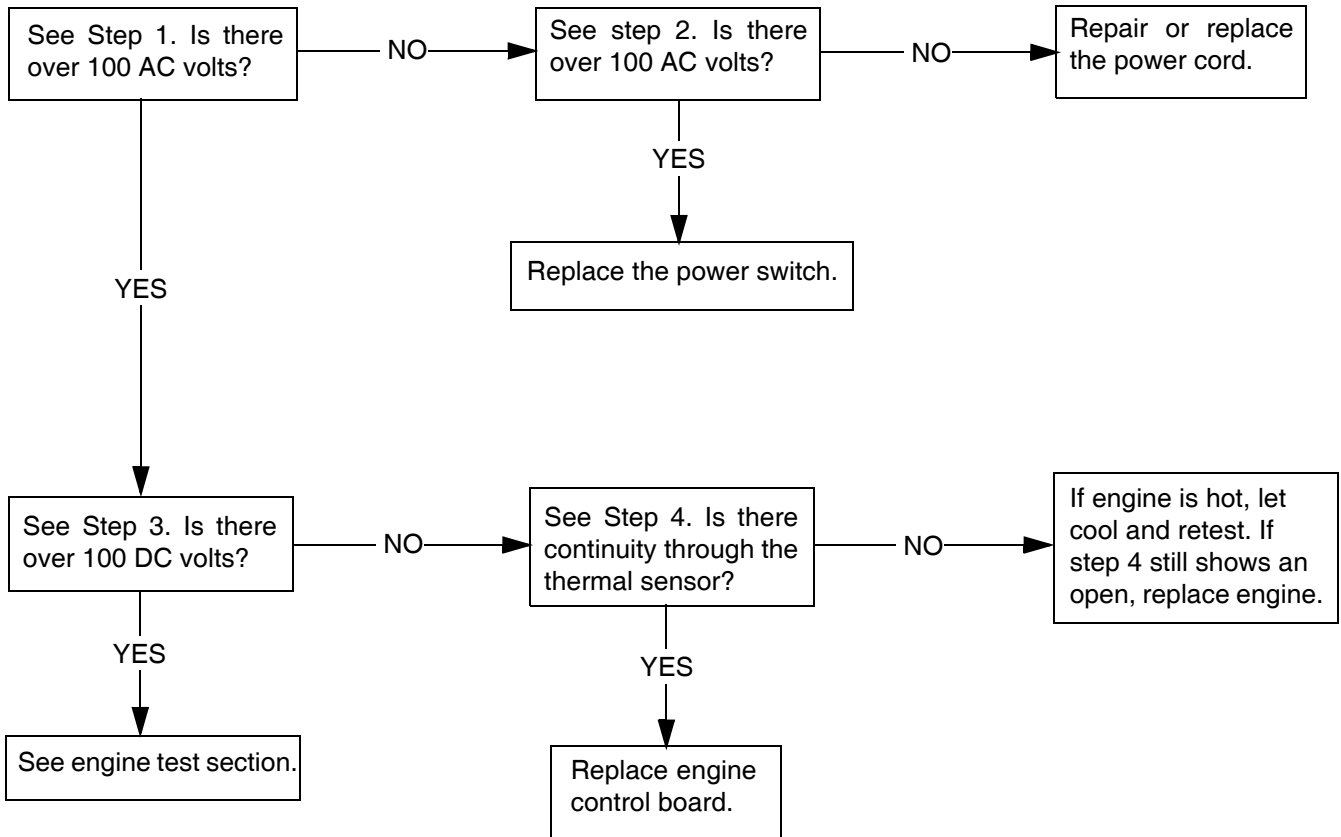 See Step 1. Is there
over 100 AC volts?
NO
See step 2. Is there
over 100 AC volts?
NO
Repair or replace
the power cord.
YES
Replace the power switch.
YES
See Step 3. Is there
over 100 DC volts?
NO
See Step 4. Is there
continuity through the
thermal sensor?
NO
If engine is hot, let
cool and retest. If
step 4 still shows an
open, replace engine.
YES
See engine test section.
YES
Replace engine
control board.